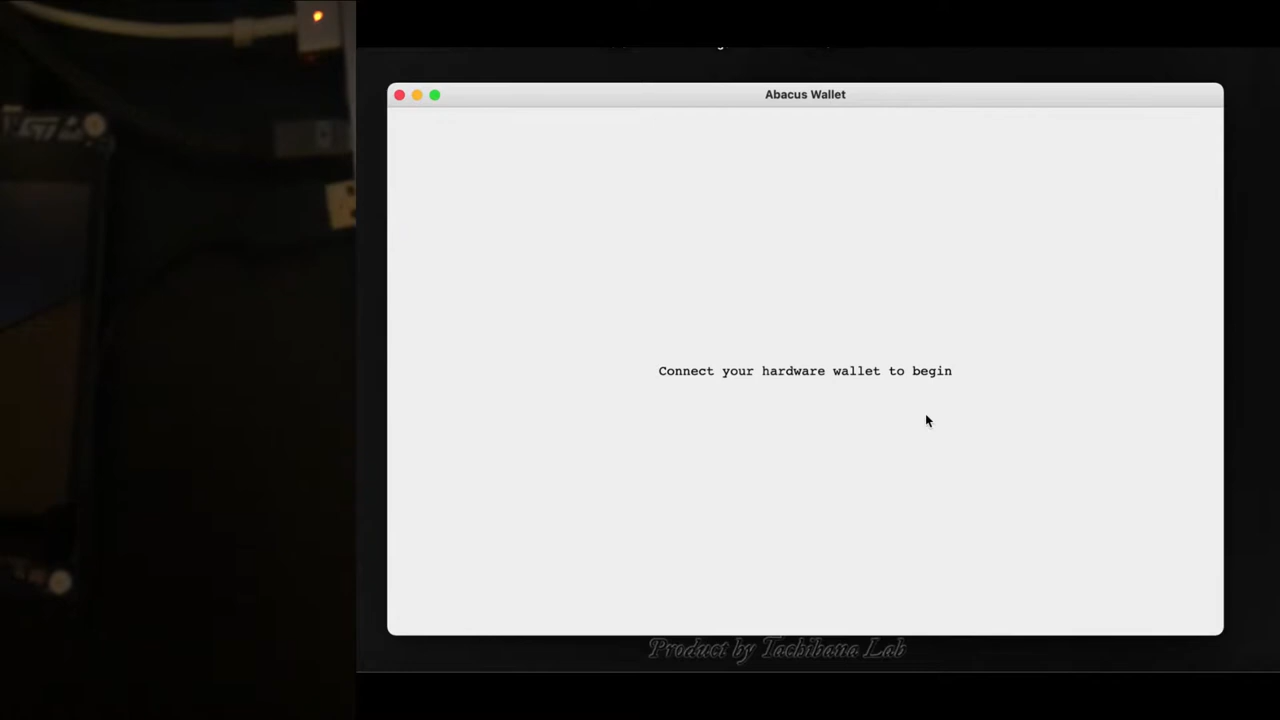 Abacus Wallet
Connect your hardware wallet to begin
Product by Tachibana Lab